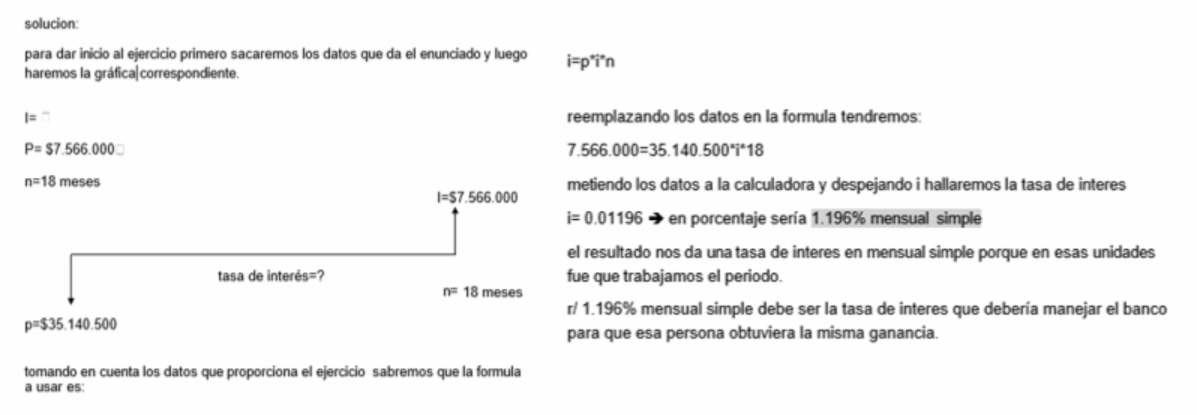 solucion:
para dar inicio al ejercicio primero sacaremos los datos que da el enunciado y luego
haremos la gráfica correspondiente.
I=
P= $7.566.000
n=18 meses
I=$7.566.000
tasa de interés=?
n= 18 meses
p=$35.140.500
tomando en cuenta los datos que proporciona el ejercicio sabremos que la formula
a usar es:
i=p*i*n
reemplazando los datos en la formula tendremos:
7.566.000=35.140.500*i*18
metiendo los datos a la calculadora y despejando i hallaremos la tasa de interes
i= 0.01196 ➔ en porcentaje sería 1.196% mensual simple
el resultado nos da una tasa de interes en mensual simple porque en esas unidades
fue que trabajamos el periodo.
r/ 1.196% mensual simple debe ser la tasa de interes que debería manejar el banco
para que esa persona obtuviera la misma ganancia.